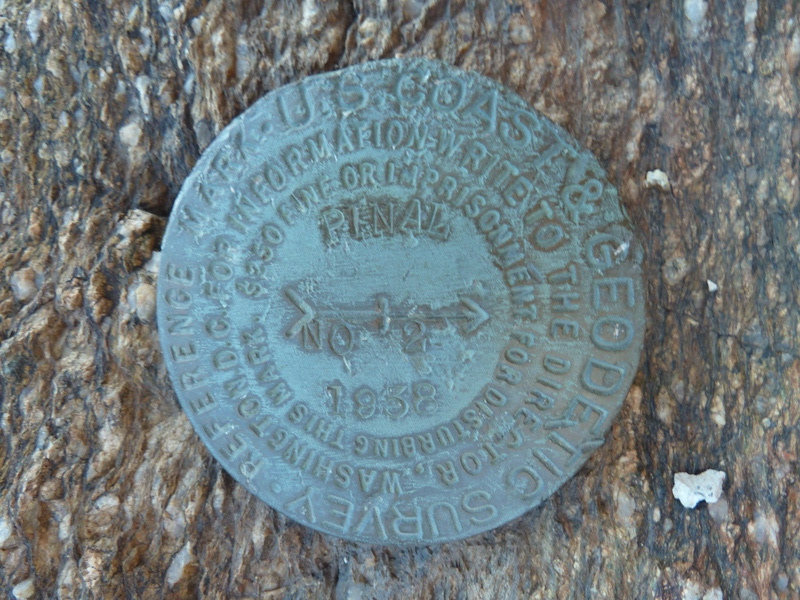 U.S. COAST & GEODETIC SURVEY REFERENCE MARK
FOR INFORMATION WRITE TO THE DIRECTOR, WASHINGTON D.C.
$250 FINE OR IMPRISONMENT FOR DISTURBING THIS MARK.
PINAL
NO 2
1938